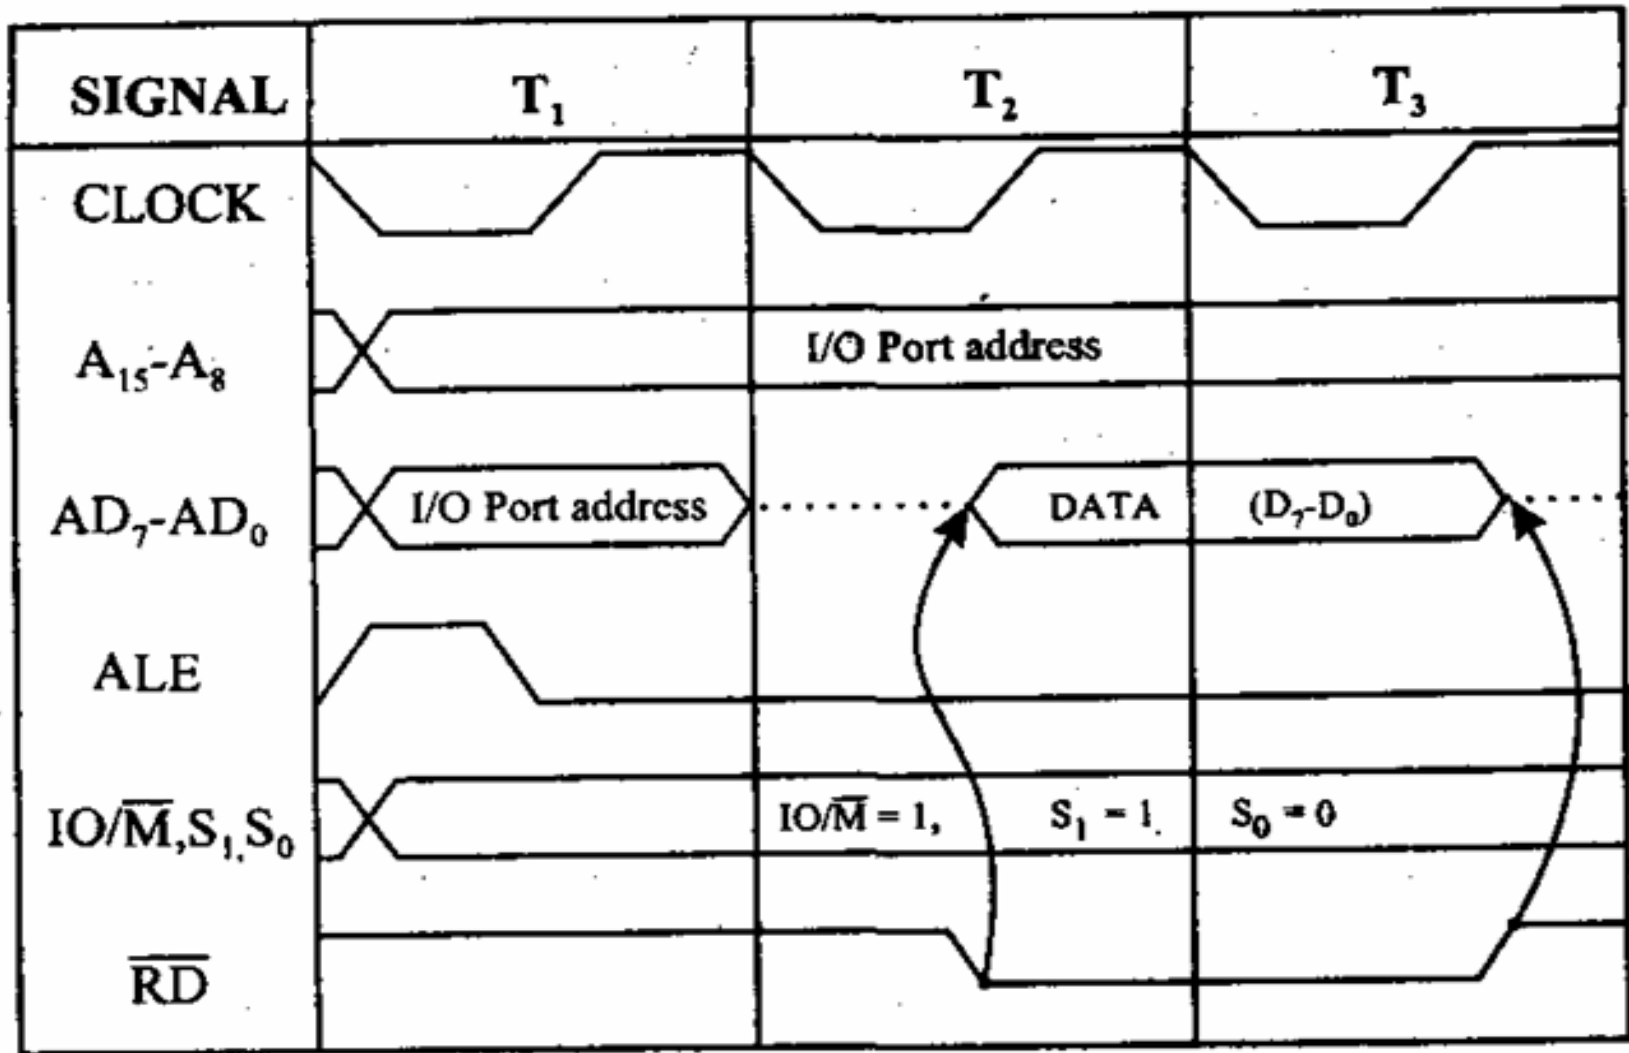 SIGNAL T₁ T₂ T₃
CLOCK
A₁₅-A₈ I/O Port address
AD₇-AD₀ I/O Port address DATA (D₇-D₀)
ALE
IO/M̅,S₁,S₀ IO/M̅ = 1, S₁ = 1, S₀ = 0
R̅D̅